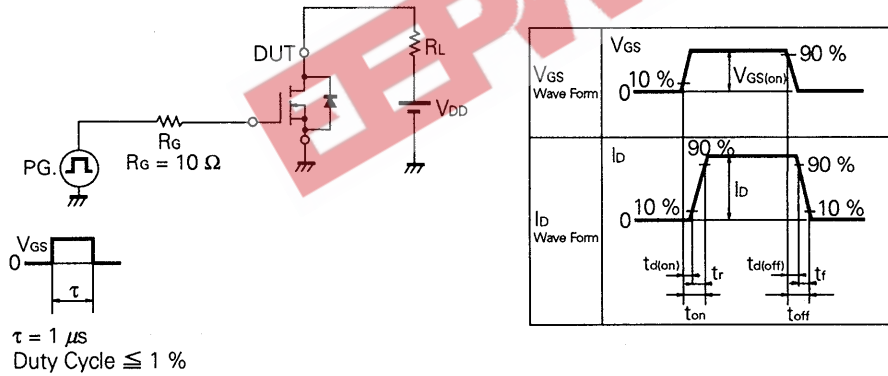 EEPW
DUT
RL
VDD
RG
RG = 10 Ω
PG.
VGS
0
τ
τ = 1 μs
Duty Cycle ≦ 1 %
VGS
Wave Form
VGS
10 %
0
VGS(on)
90 %
ID
Wave Form
ID
90 %
90 %
ID
0
10 %
10 %
td(on)
tr
td(off)
tf
ton
toff